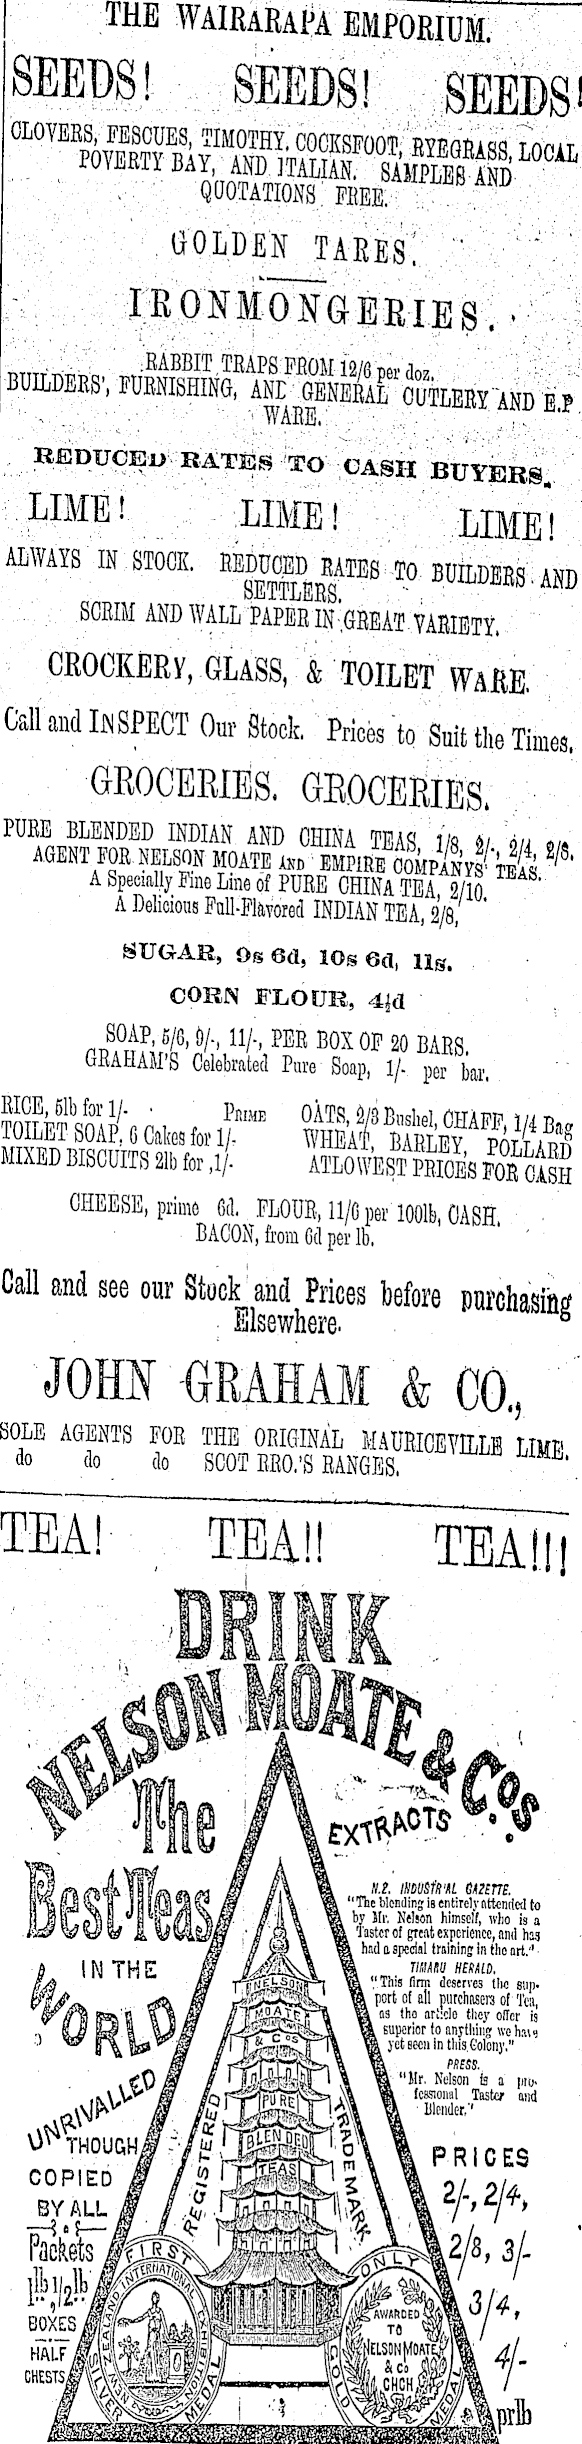 THE WAIRARAPA EMPORIUM.
SEEDS! SEEDS! SEEDS!
CLOVERS, FESCUES, TIMOTHY, COCKSFOOT, RYEGRASS, LOCAL
POVERTY BAY, AND ITALIAN. SAMPLES AND
QUOTATIONS FREE.
GOLDEN TARES.
IRONMONGERIES.
RABBIT TRAPS FROM 12/6 per doz.
BUILDERS', FURNISHING, AND GENERAL CUTLERY AND E.P
WARE.
REDUCED RATES TO CASH BUYERS.
LIME! LIME! LIME!
ALWAYS IN STOCK. REDUCED RATES TO BUILDERS AND
SETTLERS.
SCRIM AND WALL PAPER IN GREAT VARIETY.
CROCKERY, GLASS, & TOILET WARE.
Call and INSPECT Our Stock. Prices to Suit the Times.
GROCERIES. GROCERIES.
PURE BLENDED INDIAN AND CHINA TEAS, 1/8, 2/-, 2/4, 2/8.
AGENT FOR NELSON MOATE AND EMPIRE COMPANYS' TEAS.
A Specially Fine Line of PURE CHINA TEA, 2/10.
A Delicious Full-Flavored INDIAN TEA, 2/8,
SUGAR, 9s 6d, 10s 6d, 11s.
CORN FLOUR, 4½d
SOAP, 5/6, 9/-, 11/-, PER BOX OF 20 BARS.
GRAHAM'S Celebrated Pure Soap, 1/- per bar.
RICE, 5lb for 1/- PRIME OATS, 2/3 Bushel, CHAFF, 1/4 Bag
TOILET SOAP, 6 Cakes for 1/- WHEAT, BARLEY, POLLARD
MIXED BISCUITS 2lb for ,1/- AT LOWEST PRICES FOR CASH
CHEESE, prime 6d. FLOUR, 11/6 per 100lb, CASH.
BACON, from 6d per lb.
Call and see our Stock and Prices before purchasing
Elsewhere.
JOHN GRAHAM & CO.,
SOLE AGENTS FOR THE ORIGINAL MAURICEVILLE LIME.
do do do SCOT BRO.'S RANGES.
TEA! TEA!! TEA!!!
DRINK
NELSON MOATE & Cos.
The
Best Teas
IN THE
WORLD
UNRIVALLED
THOUGH
COPIED
BY ALL
Packets
1lb 1/2lb
BOXES
HALF
CHESTS
EXTRACTS
N.Z. INDUSTRIAL GAZETTE.
"The blending is entirely attended to
by Mr. Nelson himself, who is a
Taster of great experience, and has
had a special training in the art."
TIMARU HERALD.
"This firm deserves the sup-
port of all purchasers of Tea,
as the article they offer is
superior to anything we have
yet seen in this Colony."
PRESS.
"Mr. Nelson is a pro-
fessional Taster and
Blender."
PRICES
2/-, 2/4,
2/8, 3/-
3/4,
4/-
prlb
NELSON
MOATE
& Cos
PURE
BLENDED
TEAS
REGISTERED
TRADE MARK
FIRST
SILVER MEDAL
NEW ZEALAND INTERNATIONAL EXHIBITION
ONLY
GOLD MEDAL
AWARDED
TO
NELSON MOATE
& Co
CHCH